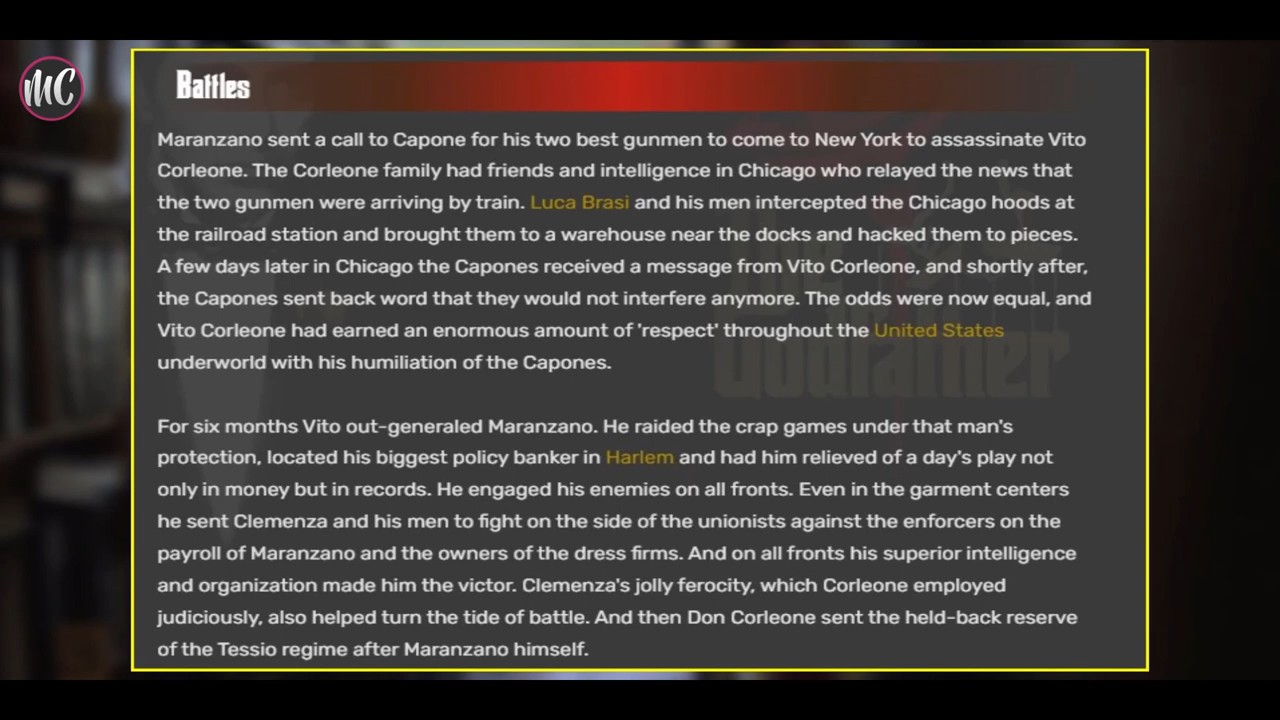 MC
Battles
Maranzano sent a call to Capone for his two best gunmen to come to New York to assassinate Vito
Corleone. The Corleone family had friends and intelligence in Chicago who relayed the news that
the two gunmen were arriving by train. Luca Brasi and his men intercepted the Chicago hoods at
the railroad station and brought them to a warehouse near the docks and hacked them to pieces.
A few days later in Chicago the Capones received a message from Vito Corleone, and shortly after,
the Capones sent back word that they would not interfere anymore. The odds were now equal, and
Vito Corleone had earned an enormous amount of 'respect' throughout the United States
underworld with his humiliation of the Capones.
For six months Vito out-generaled Maranzano. He raided the crap games under that man's
protection, located his biggest policy banker in Harlem and had him relieved of a day's play not
only in money but in records. He engaged his enemies on all fronts. Even in the garment centers
he sent Clemenza and his men to fight on the side of the unionists against the enforcers on the
payroll of Maranzano and the owners of the dress firms. And on all fronts his superior intelligence
and organization made him the victor. Clemenza's jolly ferocity, which Corleone employed
judiciously, also helped turn the tide of battle. And then Don Corleone sent the held-back reserve
of the Tessio regime after Maranzano himself.
The
Godfather